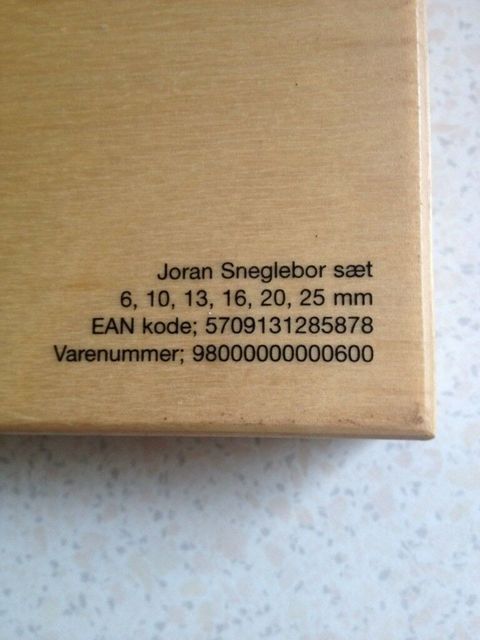 Joran Sneglebor sæt
6, 10, 13, 16, 20, 25 mm
EAN kode; 5709131285878
Varenummer; 98000000000600